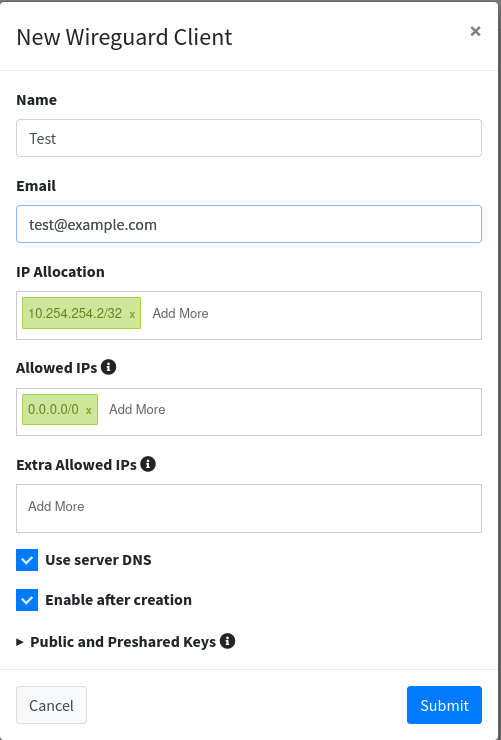 New Wireguard Client ×
Name
Test
Email
test@example.com
IP Allocation
10.254.254.2/32 x Add More
Allowed IPs
0.0.0.0/0 x Add More
Extra Allowed IPs
Add More
Use server DNS
Enable after creation
Public and Preshared Keys
Cancel Submit